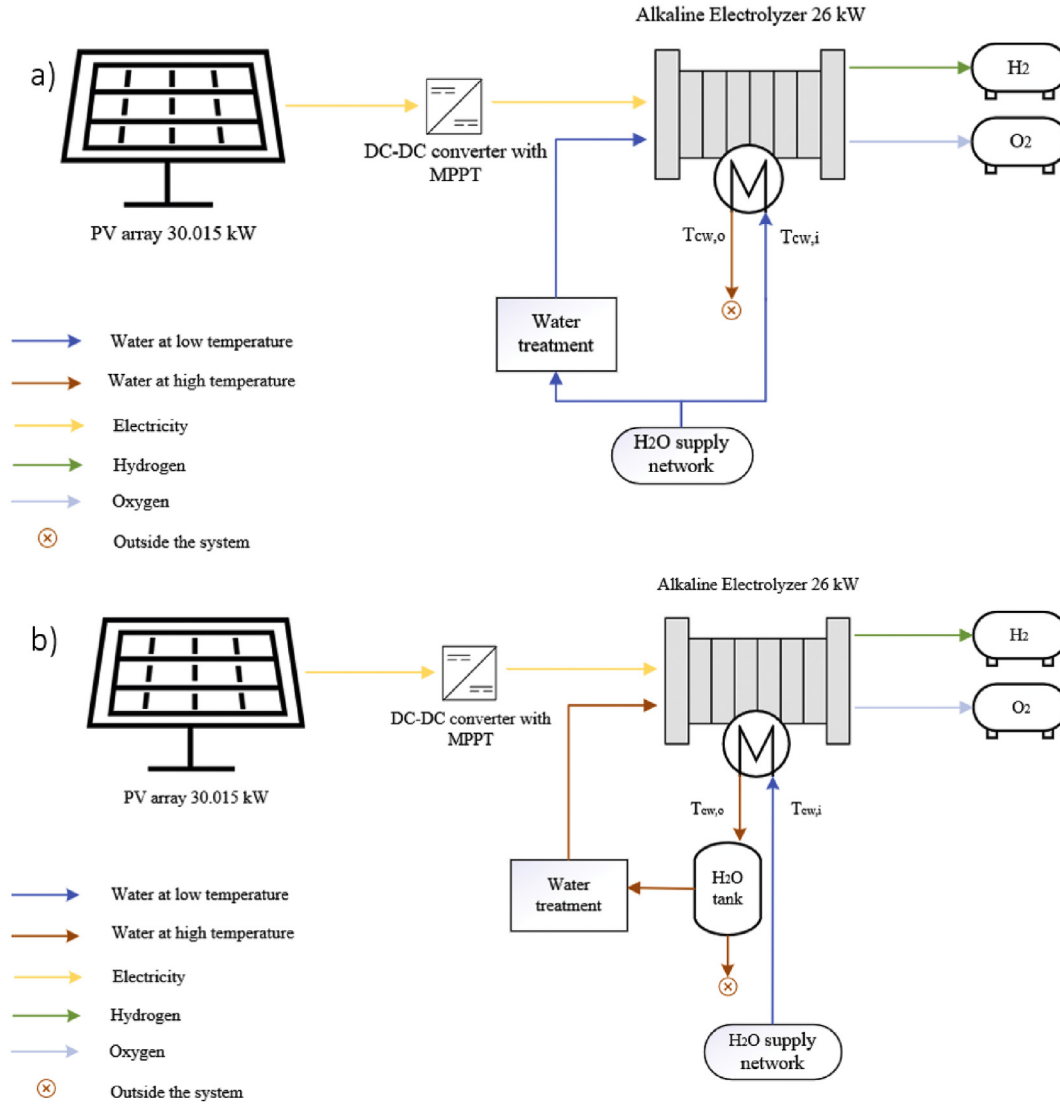 Alkaline Electrolyzer 26 kW
a)
H2
O2
DC-DC converter with
MPPT
PV array 30.015 kW
Tcw,o
Tcw,i
Water
treatment
H2O supply
network
Water at low temperature
Water at high temperature
Electricity
Hydrogen
Oxygen
Outside the system
Alkaline Electrolyzer 26 kW
b)
H2
O2
DC-DC converter with
MPPT
PV array 30.015 kW
Tcw,o
Tcw,i
Water
treatment
H2O
tank
H2O supply
network
Water at low temperature
Water at high temperature
Electricity
Hydrogen
Oxygen
Outside the system